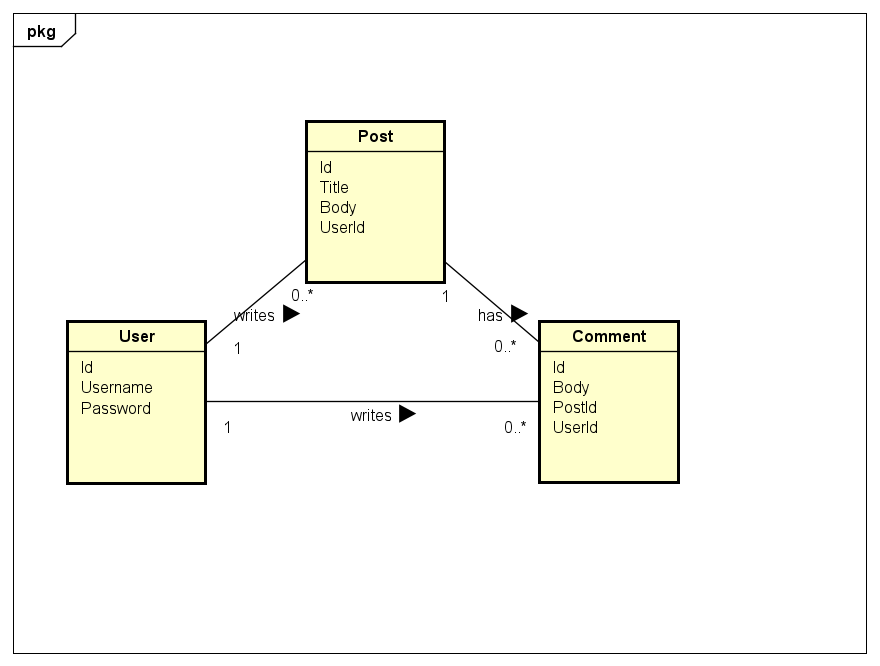 pkg
Post
Id
Title
Body
UserId
0..*
1
writes
has
1
0..*
User
Id
Username
Password
Comment
Id
Body
PostId
UserId
writes
1
0..*